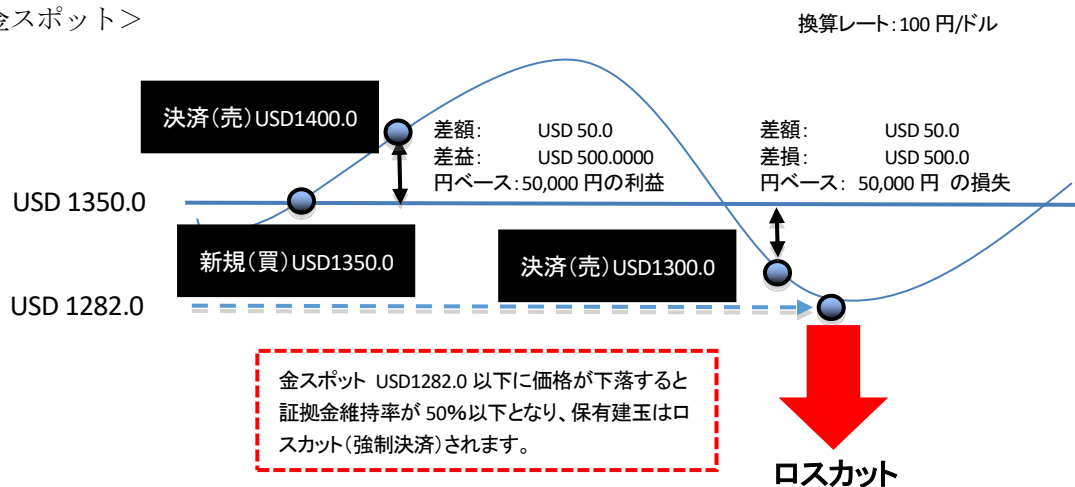 金スポット＞
換算レート：100 円/ドル
決済（売）USD1400.0
差額： USD 50.0
差益： USD 500.0000
円ベース：50,000 円の利益
差額： USD 50.0
差損： USD 500.0
円ベース： 50,000 円 の損失
USD 1350.0
新規（買）USD1350.0
決済（売）USD1300.0
USD 1282.0
金スポット USD1282.0 以下に価格が下落すると
証拠金維持率が 50%以下となり、保有建玉はロ
スカット（強制決済）されます。
ロスカット